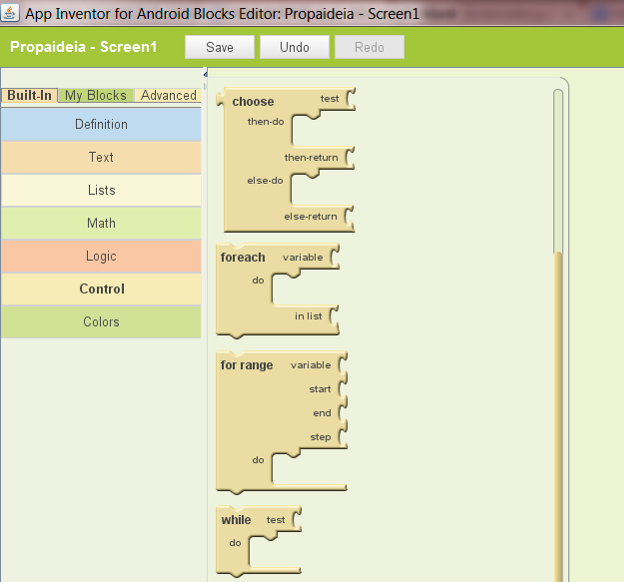 App Inventor for Android Blocks Editor: Propaideia - Screen1
Propaideia - Screen1 Save Undo Redo
Built-In My Blocks Advanced
Definition
Text
Lists
Math
Logic
Control
Colors
choose test
then-do
then-return
else-do
else-return
foreach variable
do
in list
for range variable
start
end
step
do
while test
do